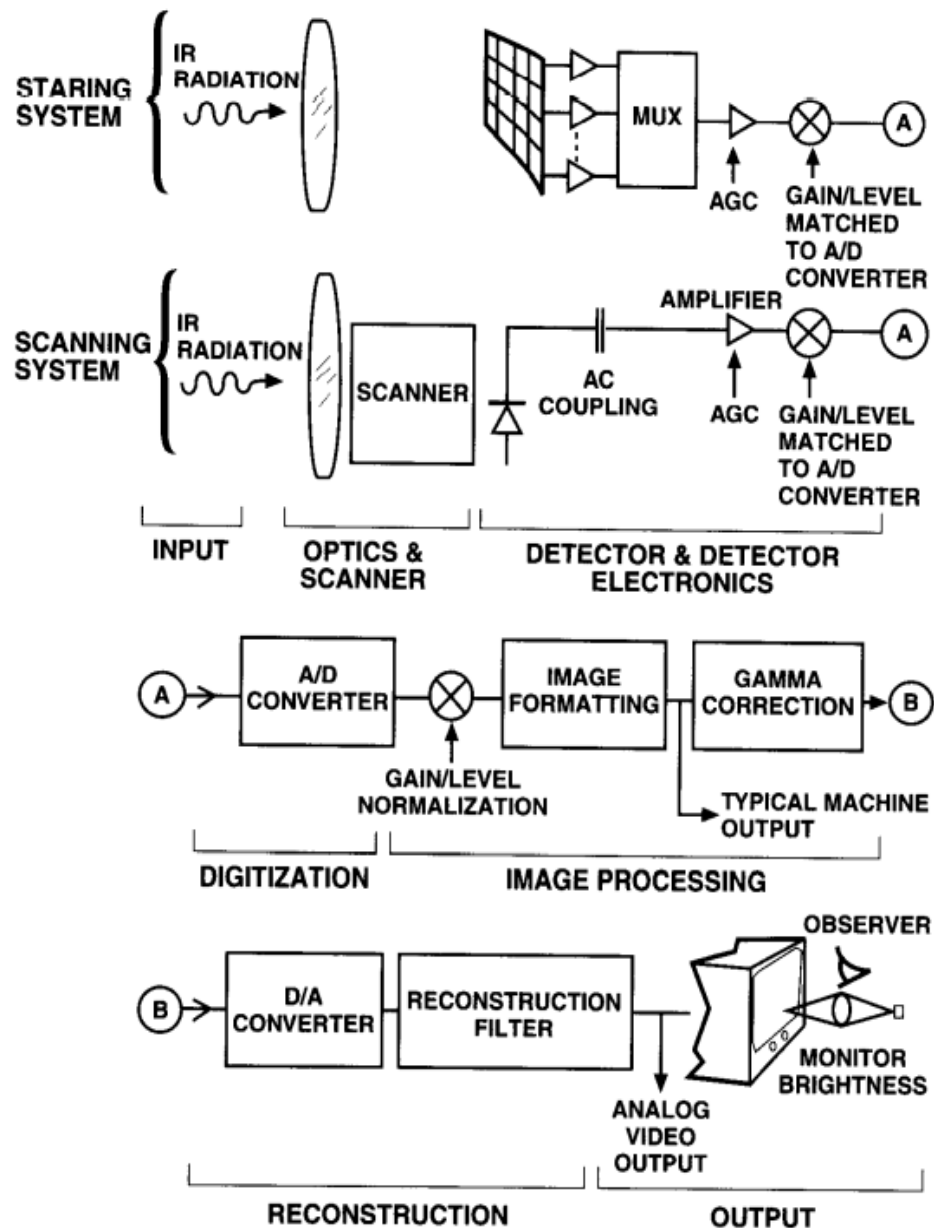 STARING
SYSTEM
IR
RADIATION
MUX
AGC
GAIN/LEVEL
MATCHED
TO A/D
CONVERTER
A
SCANNING
SYSTEM
IR
RADIATION
SCANNER
AC
COUPLING
AMPLIFIER
AGC
GAIN/LEVEL
MATCHED
TO A/D
CONVERTER
A
INPUT
OPTICS &
SCANNER
DETECTOR & DETECTOR
ELECTRONICS
A
A/D
CONVERTER
GAIN/LEVEL
NORMALIZATION
IMAGE
FORMATTING
GAMMA
CORRECTION
B
TYPICAL MACHINE
OUTPUT
DIGITIZATION
IMAGE PROCESSING
B
D/A
CONVERTER
RECONSTRUCTION
FILTER
ANALOG
VIDEO
OUTPUT
OBSERVER
MONITOR
BRIGHTNESS
RECONSTRUCTION
OUTPUT